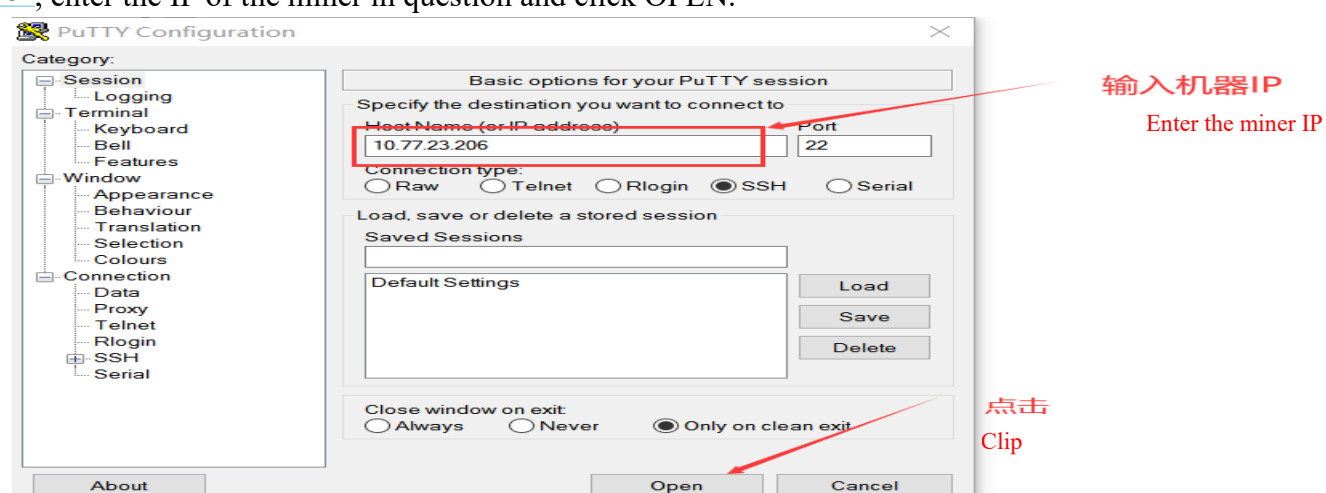 , enter the IP of the miner in question and click OPEN.
PuTTY Configuration
Category:
Session
Logging
Terminal
Keyboard
Bell
Features
Window
Appearance
Behaviour
Translation
Selection
Colours
Connection
Data
Proxy
Telnet
Rlogin
SSH
Serial
Basic options for your PuTTY session
Specify the destination you want to connect to
Host Name (or IP address) Port
10.77.23.206 22
Connection type:
Raw Telnet Rlogin SSH Serial
Load, save or delete a stored session
Saved Sessions
Default Settings
Load
Save
Delete
Close window on exit:
Always Never Only on clean exit
About Open Cancel
输入机器IP
Enter the miner IP
点击
Clip